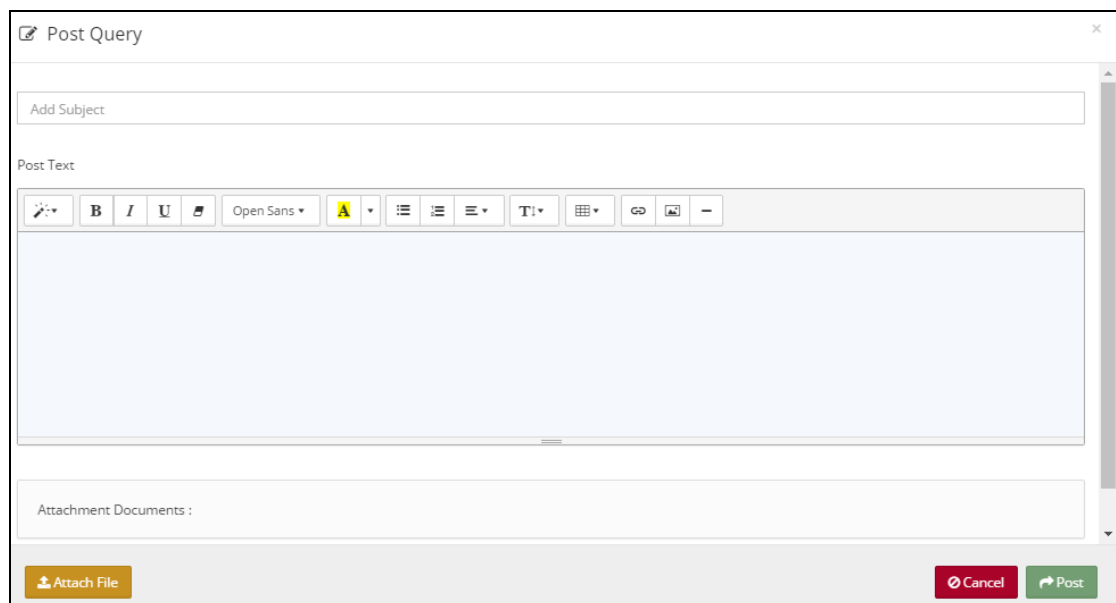 Post Query ×
Add Subject
Post Text
B I U Open Sans A T
Attachment Documents :
Attach File Cancel Post